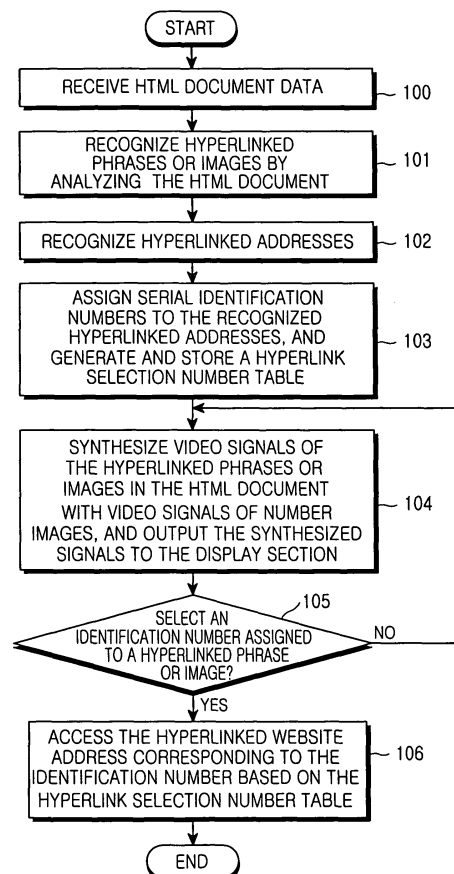 START
RECEIVE HTML DOCUMENT DATA
100
RECOGNIZE HYPERLINKED
PHRASES OR IMAGES BY
ANALYZING THE HTML DOCUMENT
101
RECOGNIZE HYPERLINKED ADDRESSES
102
ASSIGN SERIAL IDENTIFICATION
NUMBERS TO THE RECOGNIZED
HYPERLINKED ADDRESSES, AND
GENERATE AND STORE A HYPERLINK
SELECTION NUMBER TABLE
103
SYNTHESIZE VIDEO SIGNALS OF
THE HYPERLINKED PHRASES OR
IMAGES IN THE HTML DOCUMENT
WITH VIDEO SIGNALS OF NUMBER
IMAGES, AND OUTPUT THE SYNTHESIZED
SIGNALS TO THE DISPLAY SECTION
104
105
SELECT AN
IDENTIFICATION NUMBER ASSIGNED
TO A HYPERLINKED PHRASE
OR IMAGE?
NO
YES
ACCESS THE HYPERLINKED WEBSITE
ADDRESS CORRESPONDING TO THE
IDENTIFICATION NUMBER BASED ON THE
HYPERLINK SELECTION NUMBER TABLE
106
END